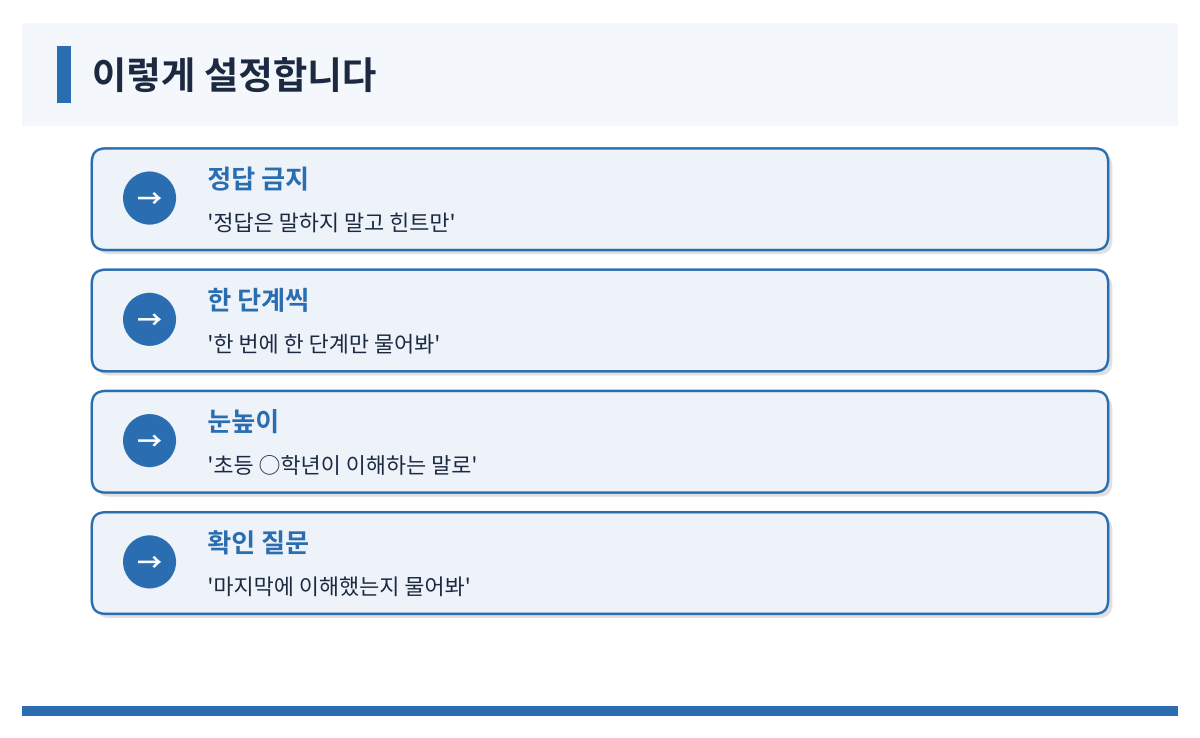 이렇게 설정합니다
→
정답 금지
'정답은 말하지 말고 힌트만'
→
한 단계씩
'한 번에 한 단계만 물어봐'
→
눈높이
'초등 ◯학년이 이해하는 말로'
→
확인 질문
'마지막에 이해했는지 물어봐'